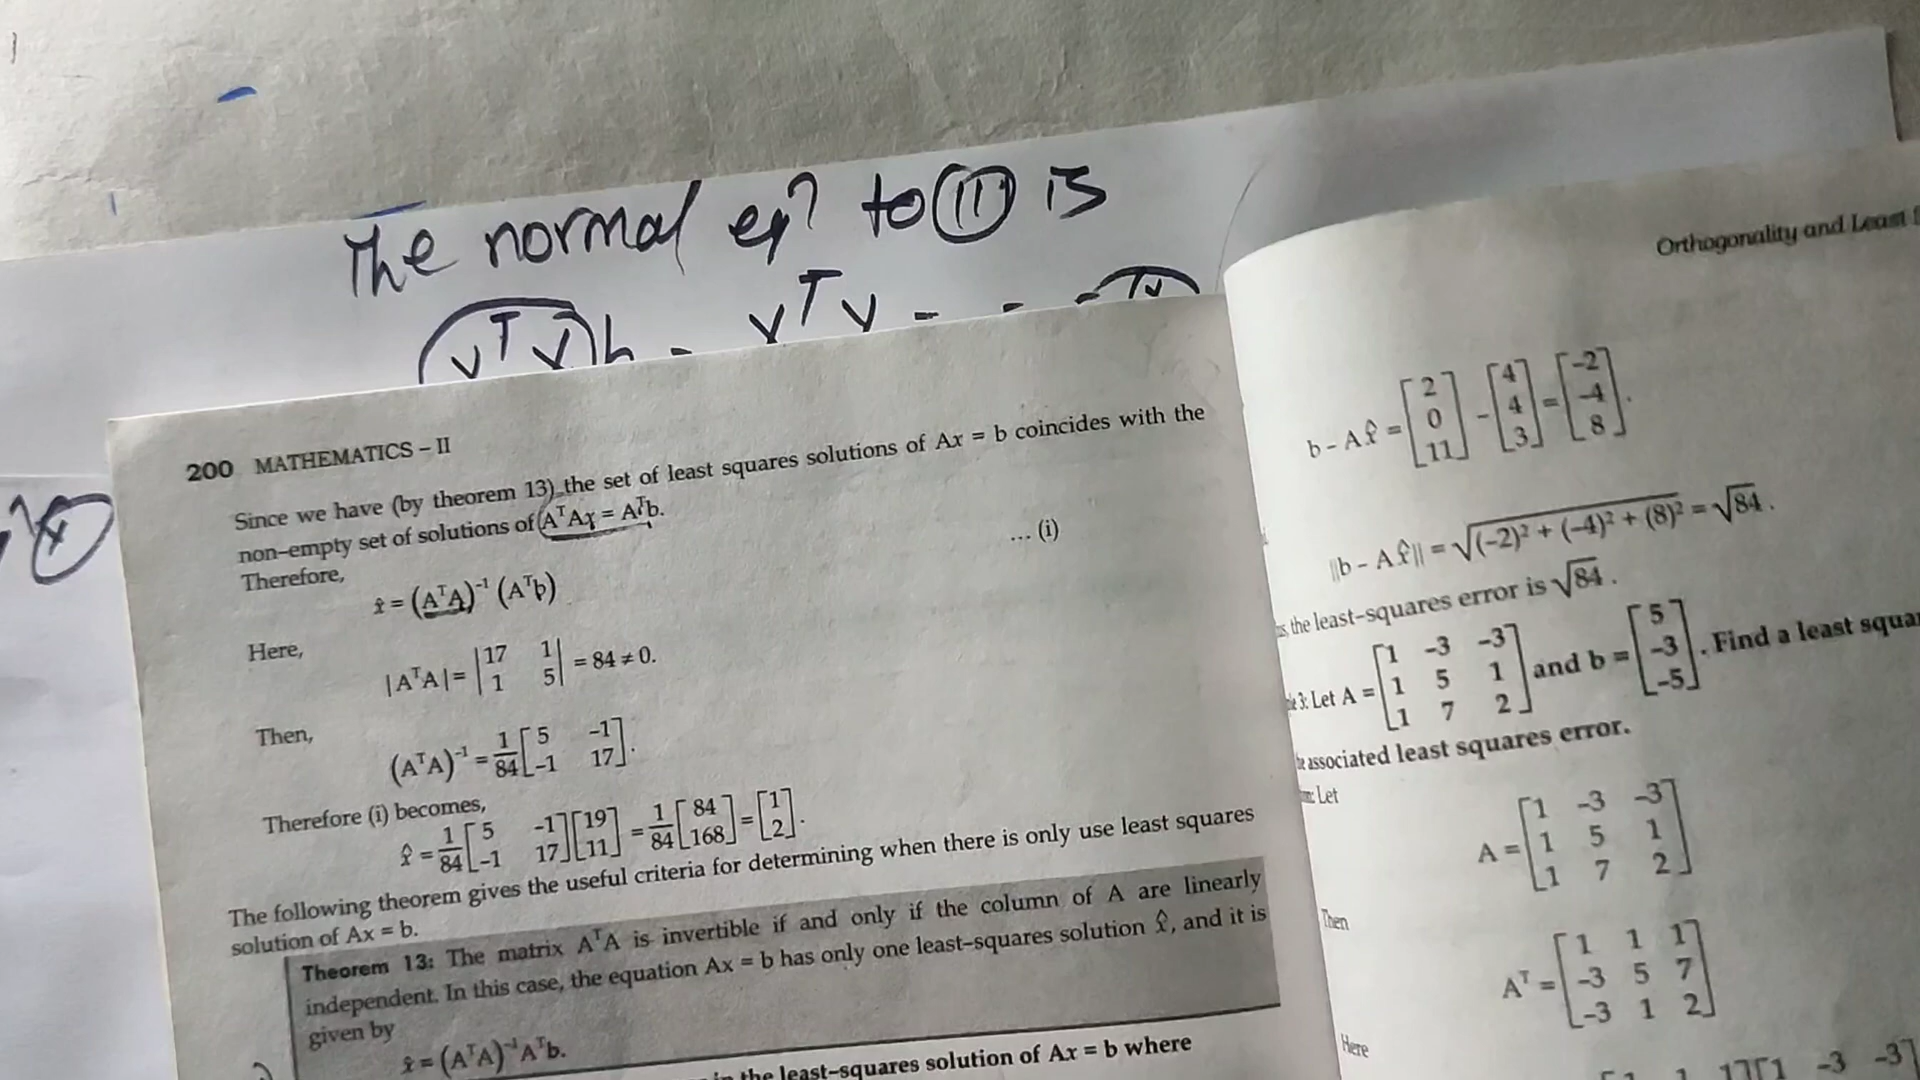 The normal eqn to (111) is
(vᵀv)b = vᵀv
200 MATHEMATICS – II
Since we have (by theorem 13) the set of least squares solutions of Ax = b coincides with the
non–empty set of solutions of AᵀAx = Aᵀb.
Therefore,
x̂ = (AᵀA)⁻¹ (Aᵀb) ... (i)
Here,
|AᵀA| = |17 1; 1 5| = 84 ≠ 0.
Then,
(AᵀA)⁻¹ = 1/84 [5 -1; -1 17].
Therefore (i) becomes,
x̂ = 1/84 [5 -1; -1 17] [19; 11] = 1/84 [84; 168] = [1; 2].
The following theorem gives the useful criteria for determining when there is only use least squares
solution of Ax = b.
Theorem 13: The matrix AᵀA is invertible if and only if the column of A are linearly
independent. In this case, the equation Ax = b has only one least–squares solution x̂, and it is
given by
x̂ = (AᵀA)⁻¹Aᵀb.
the least–squares solution of Ax = b where
Orthogonality and Least
b – Ax̂ = [2; 0; 11] – [4; 4; 3] = [-2; -4; 8].
||b – Ax̂|| = √((-2)² + (-4)² + (8)²) = √84.
the least–squares error is √84.
3: Let A = [1 -3 -3; 1 5 1; 1 7 2] and b = [5; -3; -5]. Find a least
associated least squares error.
Let
A = [1 -3 -3; 1 5 1; 1 7 2]
Then
Aᵀ = [1 1 1; -3 5 7; -3 1 2]
Here